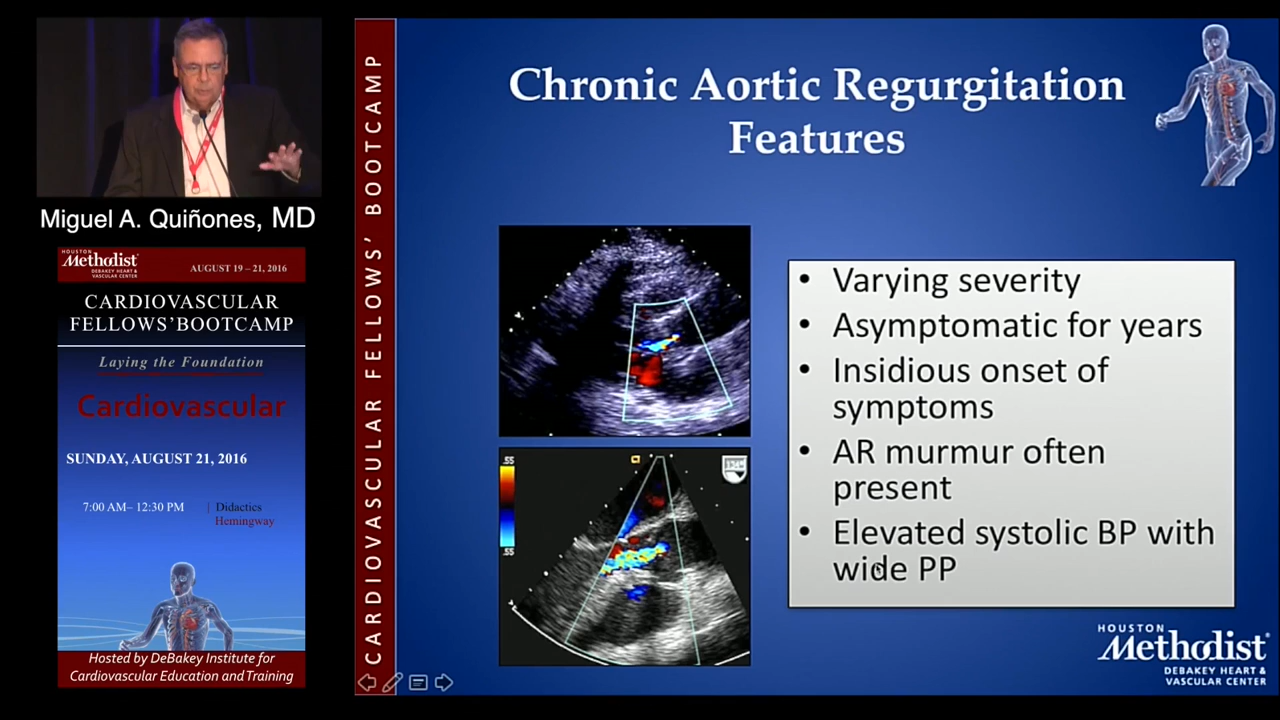 Miguel A. Quiñones, MD
HOUSTON
Methodist
DEBAKEY HEART &
VASCULAR CENTER
AUGUST 19 – 21, 2016
CARDIOVASCULAR
FELLOWS'BOOTCAMP
Laying the Foundation
Cardiovascular
SUNDAY, AUGUST 21, 2016
7:00 AM– 12:30 PM | Didactics
Hemingway
Hosted by DeBakey Institute for
Cardiovascular Education and Training
CARDIOVASCULAR FELLOWS' BOOTCAMP
Chronic Aortic Regurgitation
Features
.55
.55
• Varying severity
• Asymptomatic for years
• Insidious onset of
symptoms
• AR murmur often
present
• Elevated systolic BP with
wide PP
HOUSTON
Methodist
DEBAKEY HEART &
VASCULAR CENTER